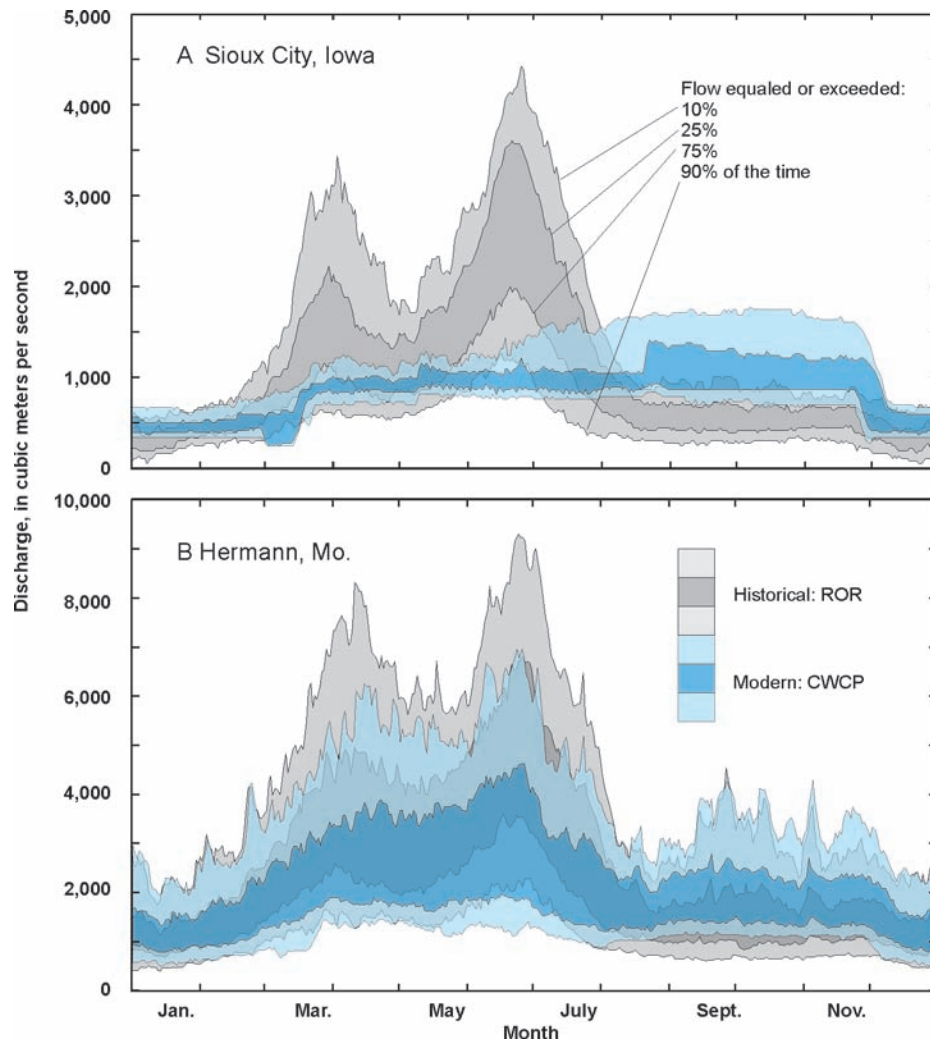 5,000
A Sioux City, Iowa
Flow equaled or exceeded:
10%
25%
75%
90% of the time
4,000
3,000
2,000
1,000
0
Discharge, in cubic meters per second
10,000
B Hermann, Mo.
Historical: ROR
Modern: CWCP
8,000
6,000
4,000
2,000
0
Jan. Mar. May July Sept. Nov.
Month